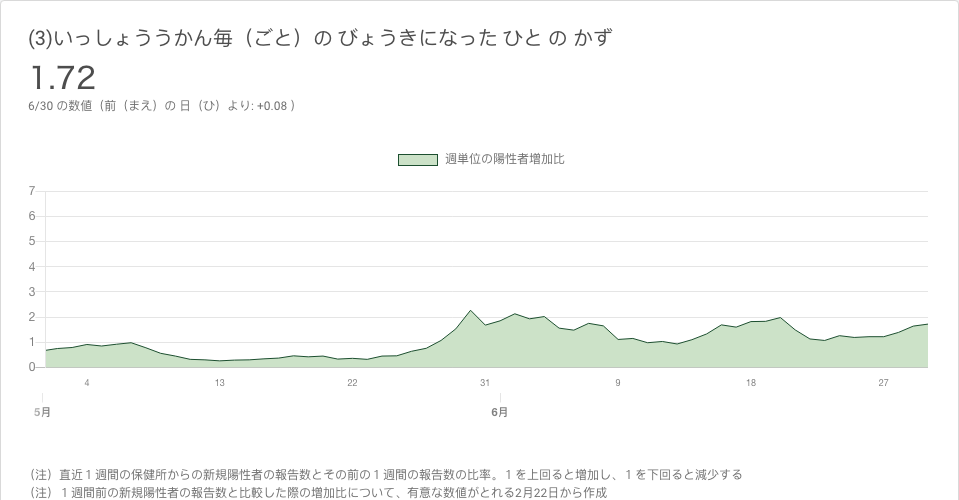 (3)いっしょううかん毎（ごと）の びょうきになった ひと の かず
1.72
6/30 の数値（前（まえ）の 日（ひ）より: +0.08 ）
週単位の陽性者増加比
7
6
5
4
3
2
1
0
4 13 22 31 9 18 27
5月 6月
（注）直近１週間の保健所からの新規陽性者の報告数とその前の１週間の報告数の比率。１を上回ると増加し、１を下回ると減少する
（注）１週間前の新規陽性者の報告数と比較した際の増加比について、有意な数値がとれる2月22日から作成